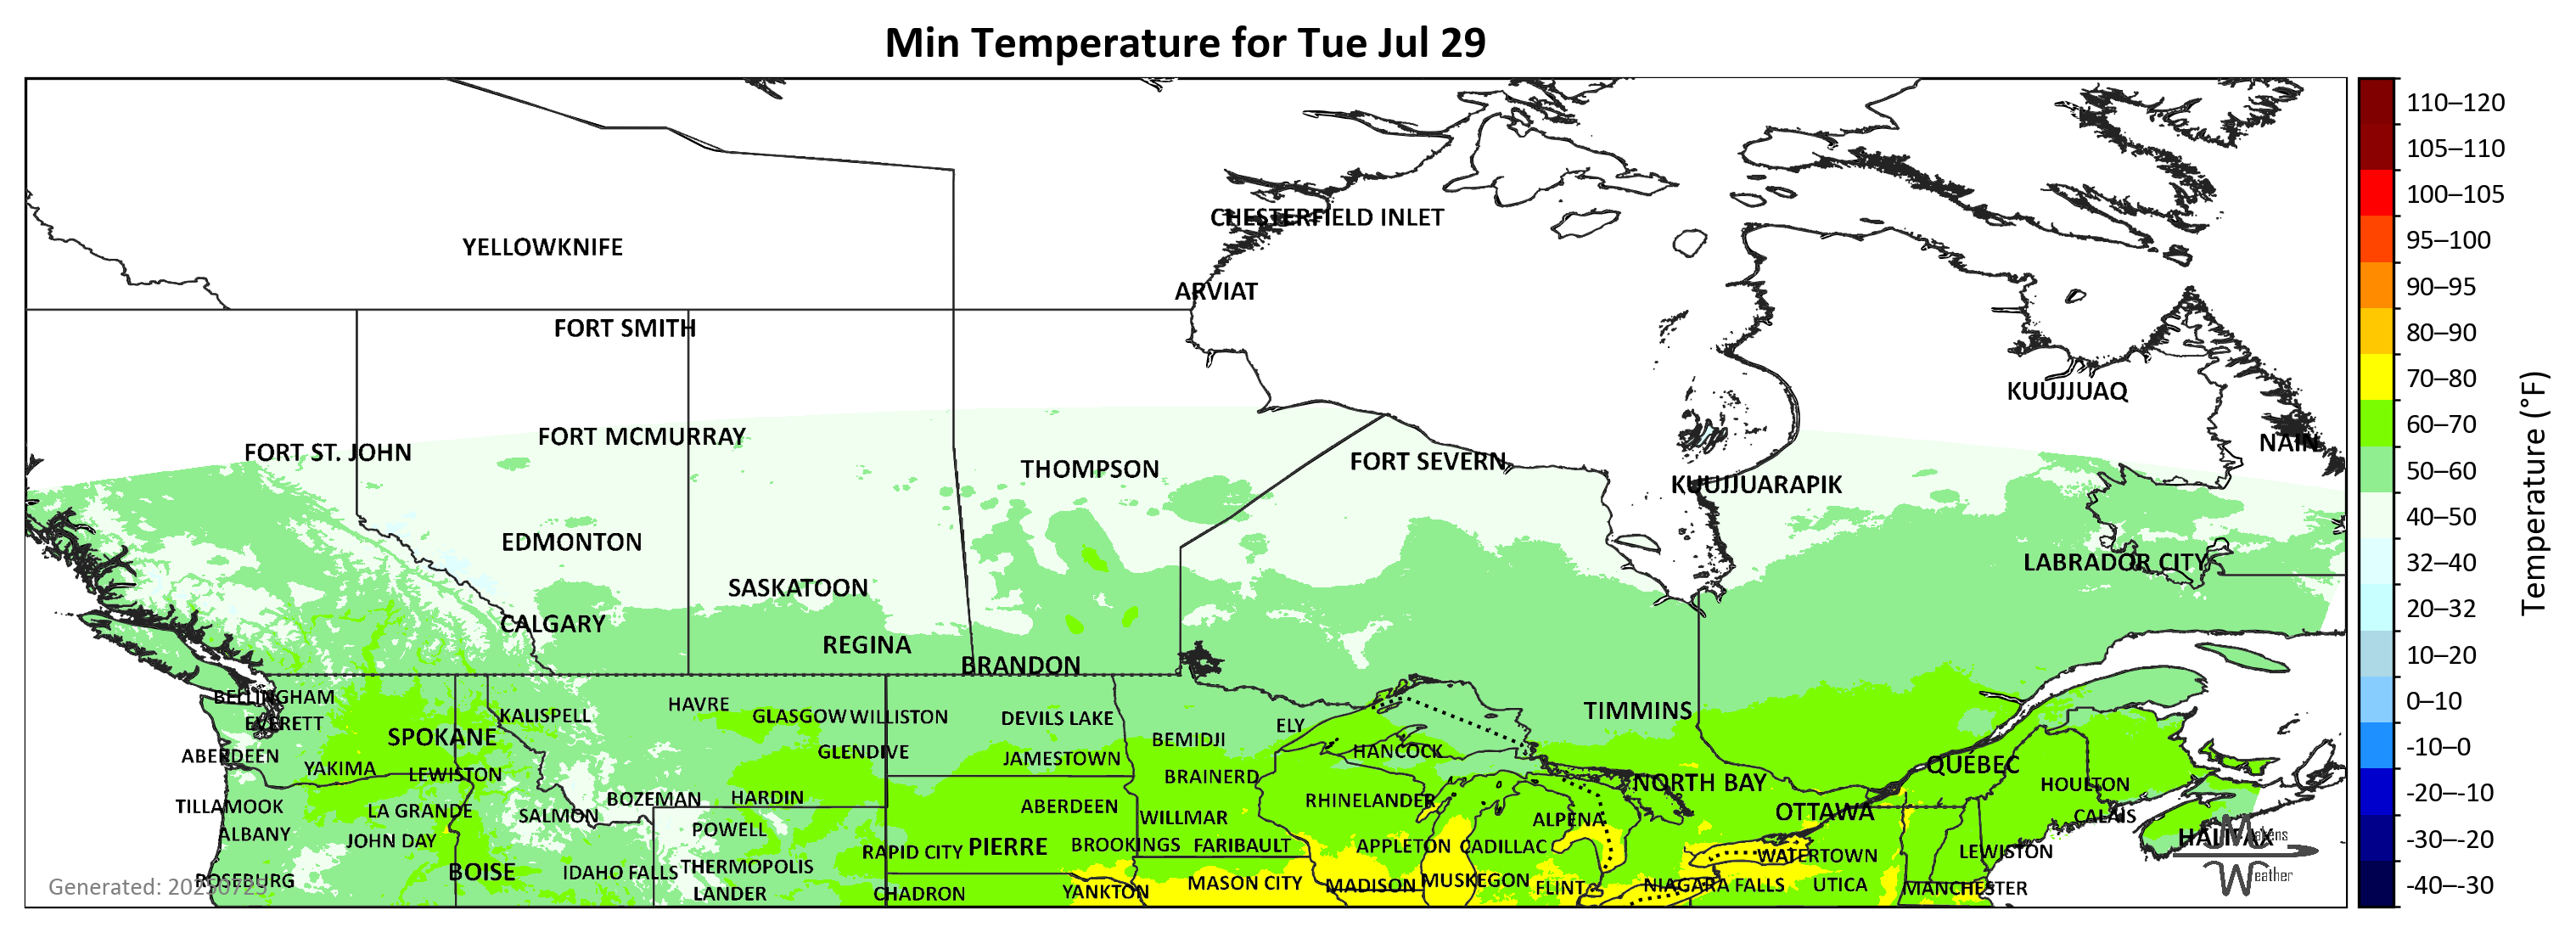 Min Temperature for Tue Jul 29
110–120
105–110
100–105
95–100
90–95
80–90
70–80
60–70
50–60
40–50
32–40
20–32
10–20
0–10
-10–0
-20–-10
-30–-20
-40–-30
Temperature (°F)
CHESTERFIELD INLET
YELLOWKNIFE
ARVIAT
FORT SMITH
KUUJJUAQ
FORT MCMURRAY
NAIN
FORT ST. JOHN
FORT SEVERN
THOMPSON
KUUJJUARAPIK
EDMONTON
LABRADOR CITY
SASKATOON
CALGARY
REGINA
BRANDON
BELLINGHAM
HAVRE
TIMMINS
KALISPELL
GLASGOW
WILLISTON
DEVILS LAKE
EVERETT
ELY
SPOKANE
BEMIDJI
HANCOCK
GLENDIVE
ABERDEEN
JAMESTOWN
QUÉBEC
YAKIMA
LEWISTON
BRAINERD
NORTH BAY
HOULTON
BOZEMAN
HARDIN
RHINELANDER
TILLAMOOK
LA GRANDE
ABERDEEN
OTTAWA
SALMON
WILLMAR
ALPENA
CALAIS
ALBANY
POWELL
HALIFAX
Makens
Weather
JOHN DAY
RAPID CITY
PIERRE
BROOKINGS
FARIBAULT
APPLETON
CADILLAC
LEWISTON
WATERTOWN
BOISE
IDAHO FALLS
THERMOPOLIS
ROSEBURG
MASON CITY
MADISON
MUSKEGON
FLINT
NIAGARA FALLS
UTICA
MANCHESTER
LANDER
CHADRON
YANKTON
Generated: 20250725